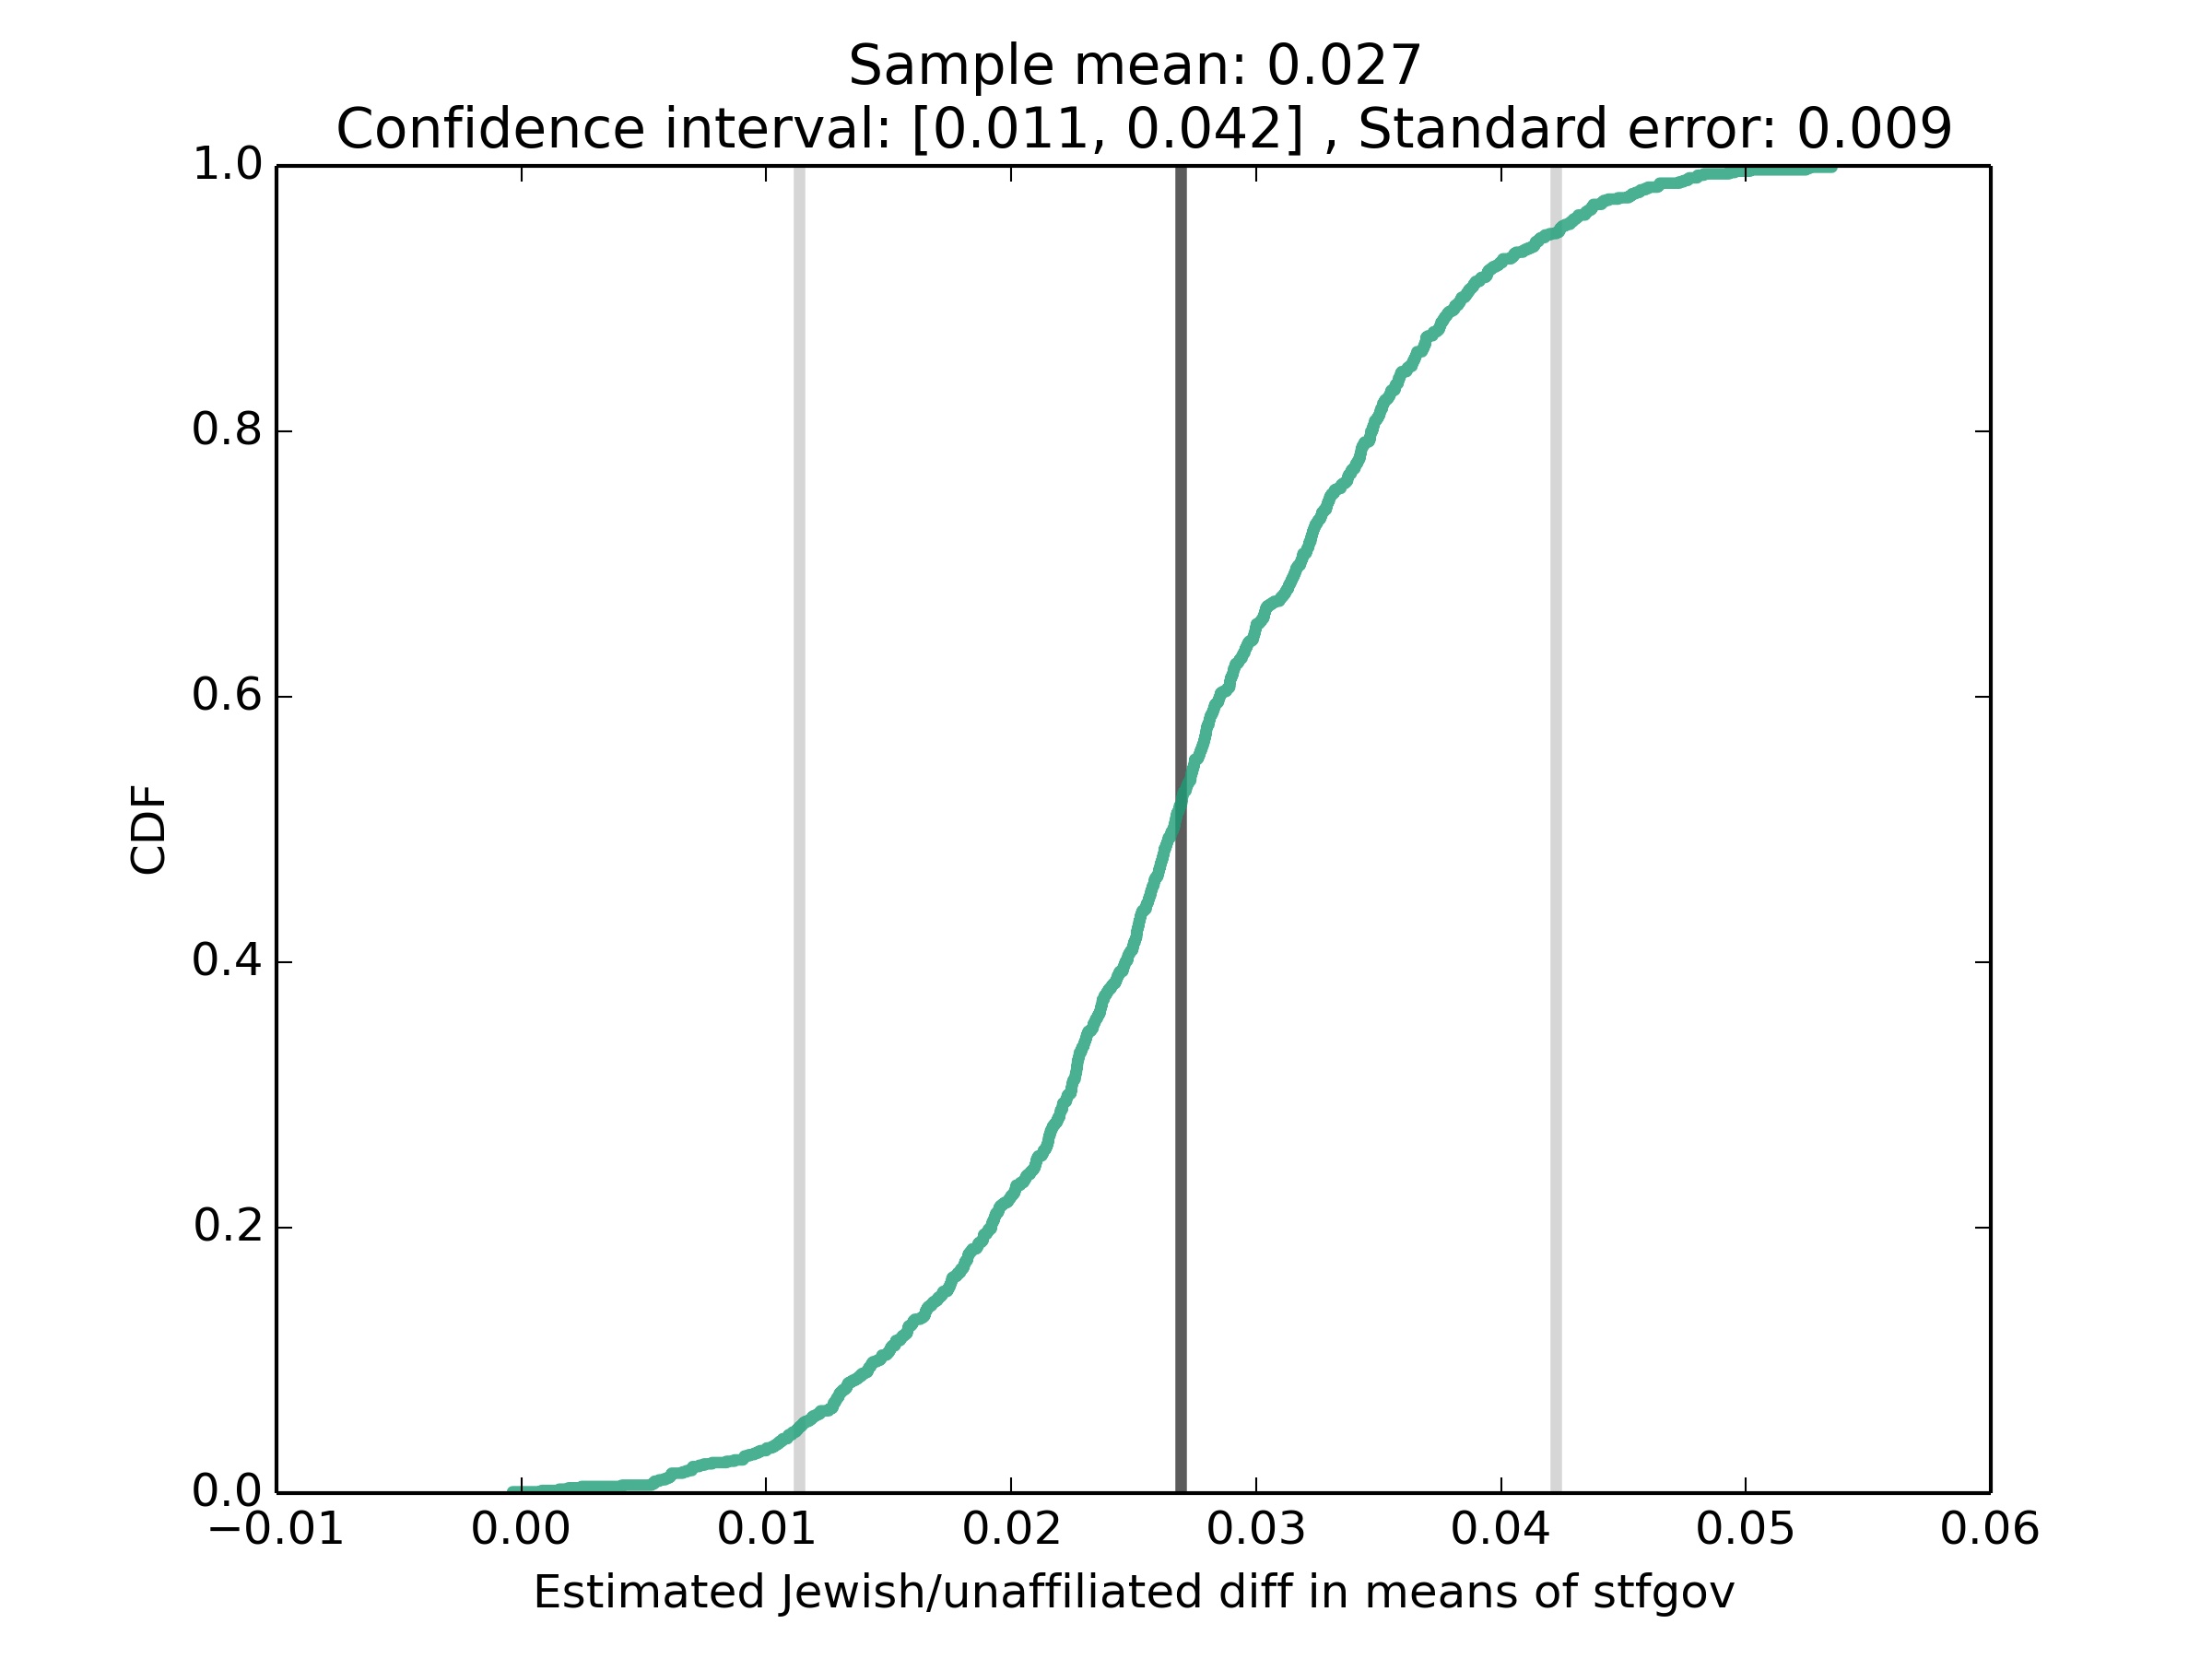 Sample mean: 0.027
Confidence interval: [0.011, 0.042] , Standard error: 0.009
1.0
0.8
0.6
0.4
0.2
0.0
CDF
−0.01 0.00 0.01 0.02 0.03 0.04 0.05 0.06
Estimated Jewish/unaffiliated diff in means of stfgov